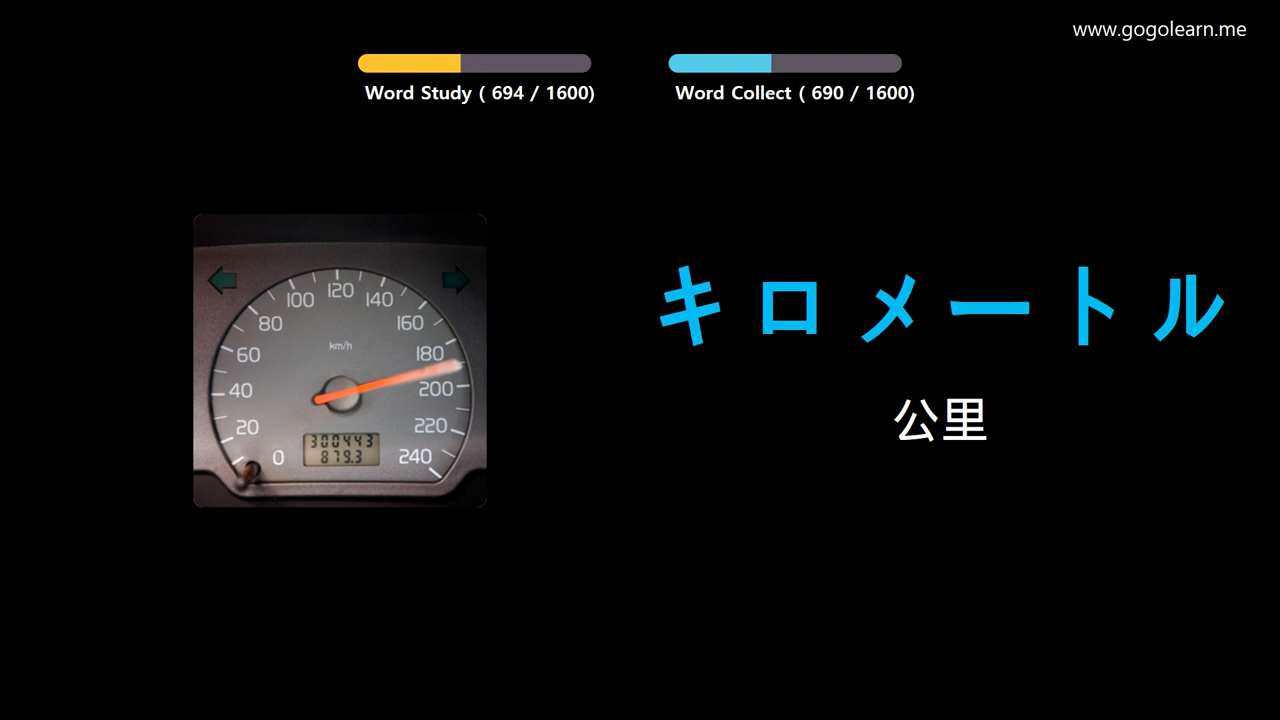 www.gogolearn.me
Word Study ( 694 / 1600)
Word Collect ( 690 / 1600)
キロメートル
公里
0
20
40
60
80
100
120
140
160
180
200
220
240
km/h
300443
879.3